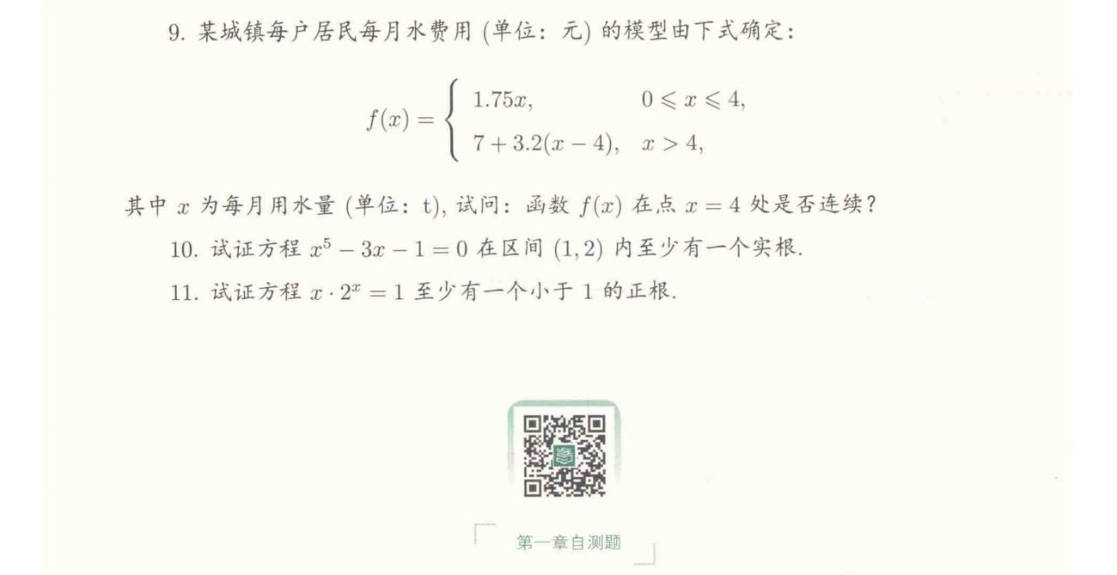 9. 某城镇每户居民每月水费用 (单位: 元) 的模型由下式确定:
f(x) = { 1.75x, 0 ⩽ x ⩽ 4,
7 + 3.2(x − 4), x > 4,
其中 x 为每月用水量 (单位: t), 试问: 函数 f(x) 在点 x = 4 处是否连续?
10. 试证方程 x⁵ − 3x − 1 = 0 在区间 (1, 2) 内至少有一个实根.
11. 试证方程 x · 2ˣ = 1 至少有一个小于 1 的正根.
第一章自测题